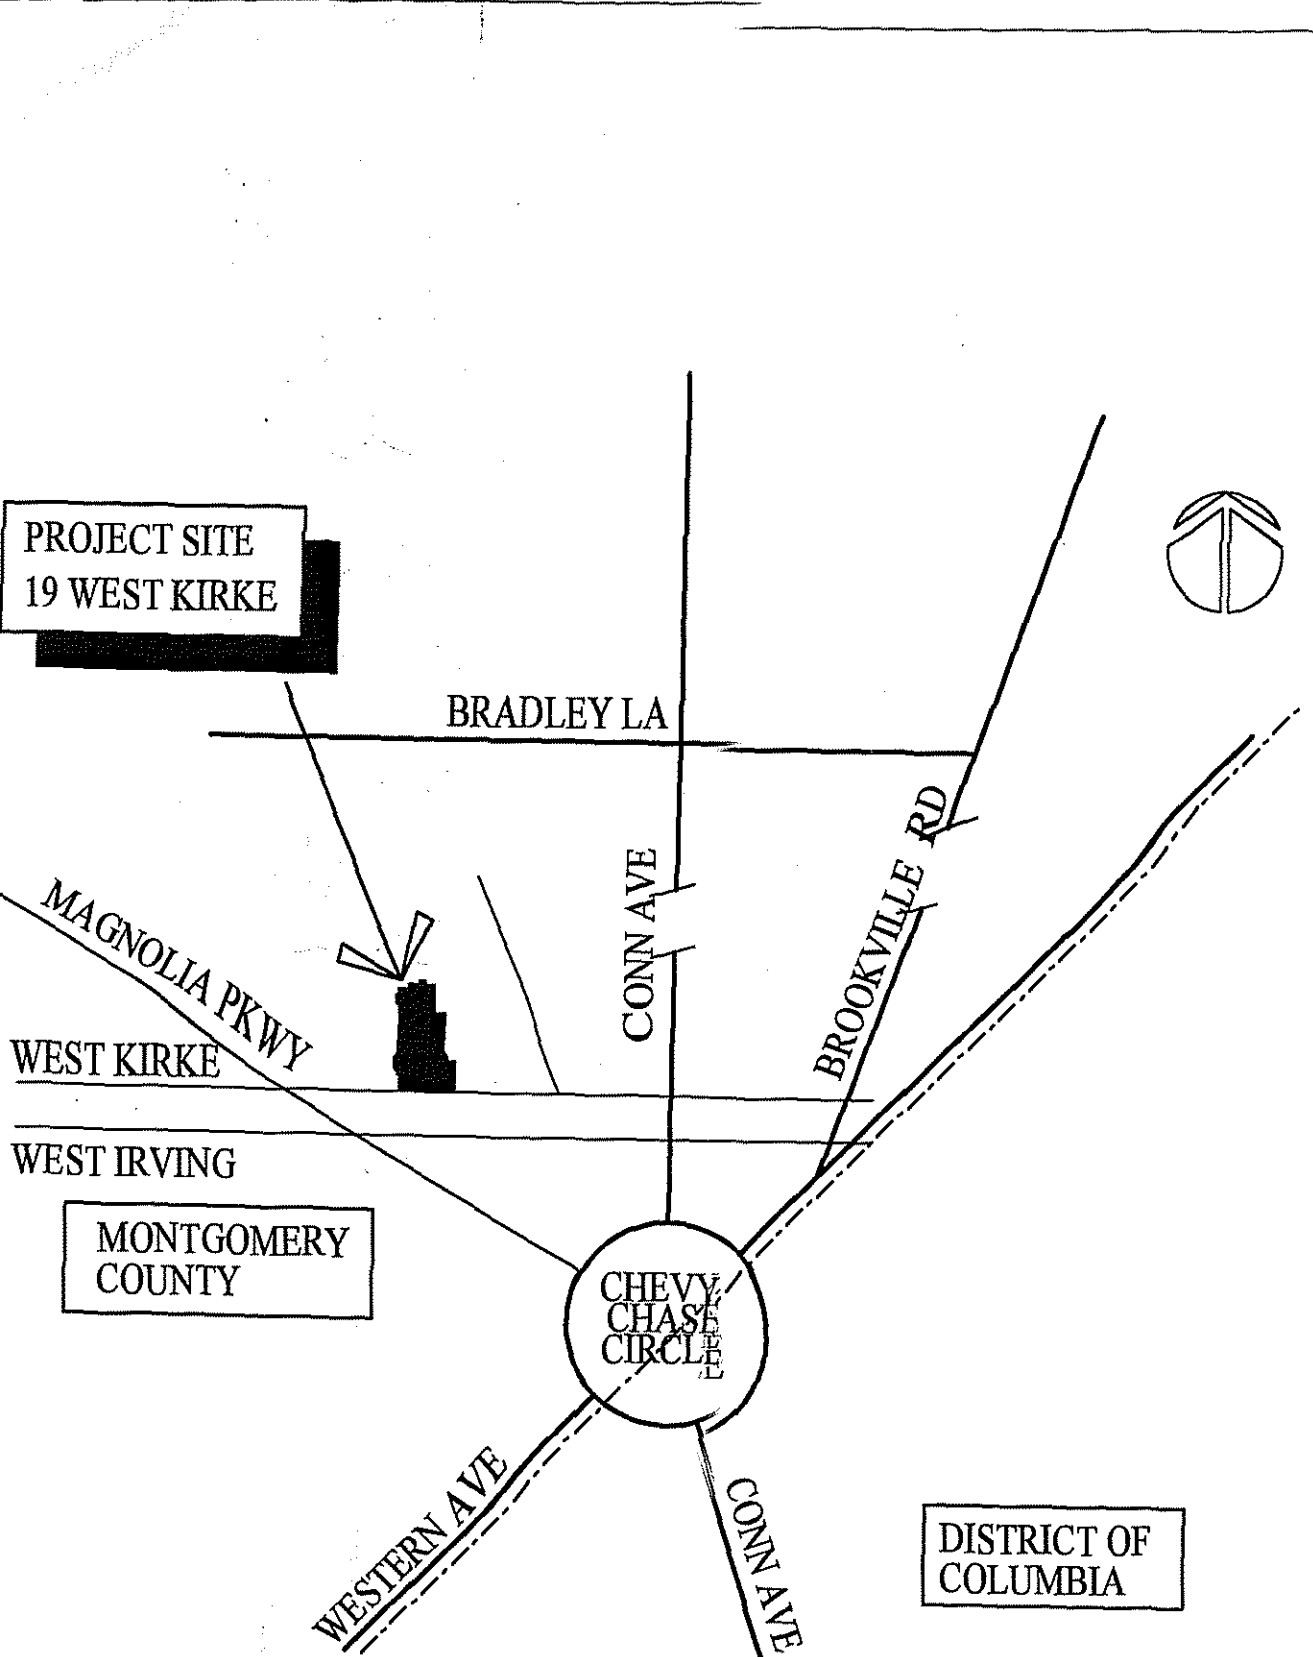 PROJECT SITE
19 WEST KIRKE
BRADLEY LA
CONN AVE
BROOKVILLE RD
MAGNOLIA PKWY
WEST KIRKE
WEST IRVING
MONTGOMERY
COUNTY
CHEVY
CHASE
CIRCLE
WESTERN AVE
CONN AVE
DISTRICT OF
COLUMBIA